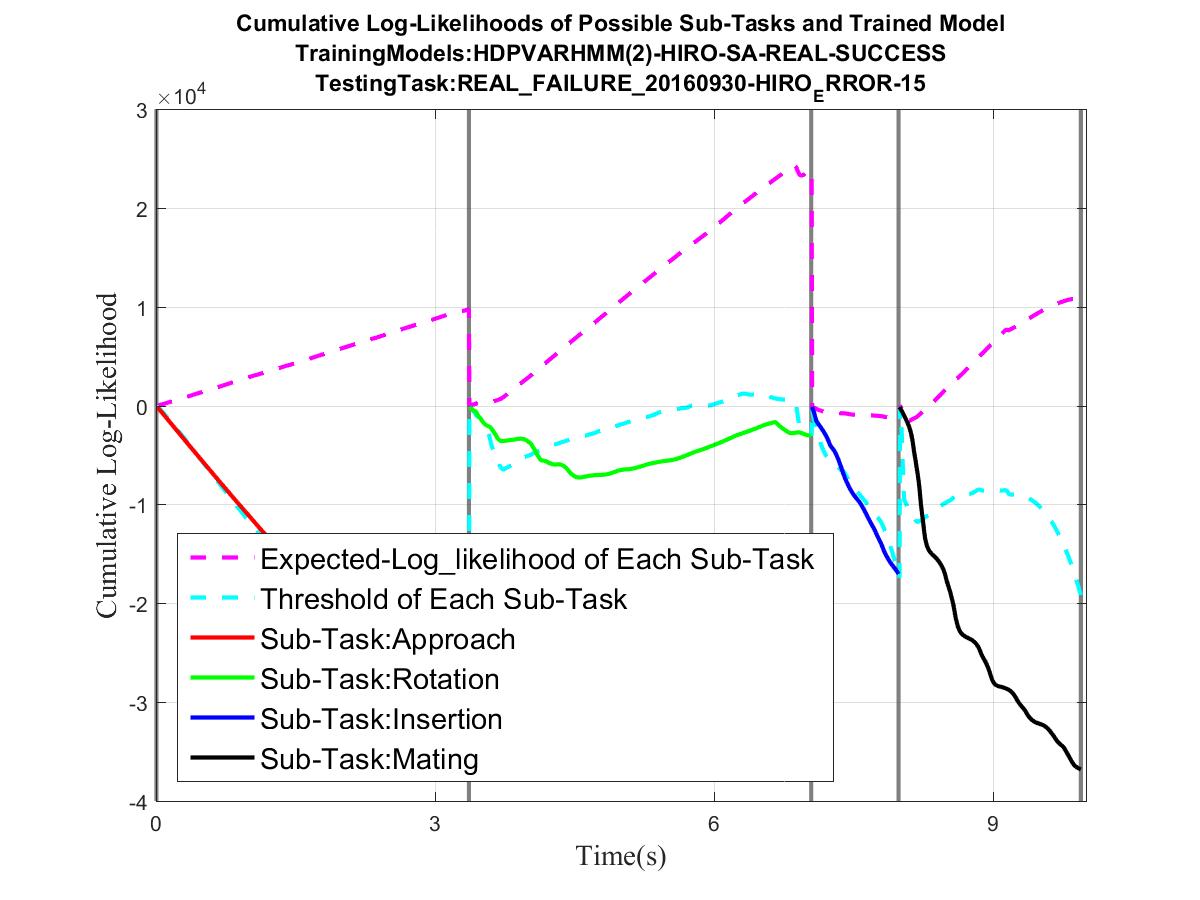 Cumulative Log-Likelihoods of Possible Sub-Tasks and Trained Model
TrainingModels:HDPVARHMM(2)-HIRO-SA-REAL-SUCCESS
TestingTask:REAL_FAILURE_20160930-HIRO_ERROR-15
×10^4
3
2
1
0
-1
-2
-3
-4
Cumulative Log-Likelihood
Expected-Log_likelihood of Each Sub-Task
Threshold of Each Sub-Task
Sub-Task:Approach
Sub-Task:Rotation
Sub-Task:Insertion
Sub-Task:Mating
0 3 6 9
Time(s)